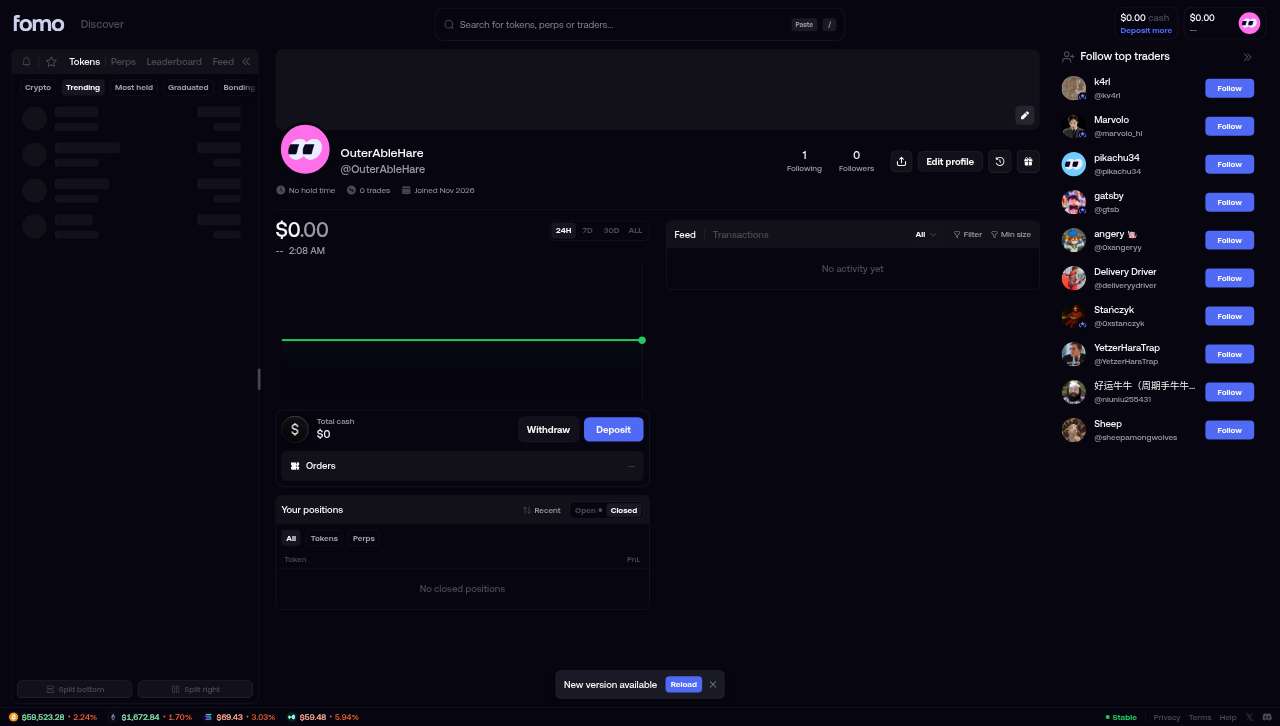 fomo
Discover
Search for tokens, perps or traders...
Paste
/
$0.00 cash
Deposit more
$0.00
—
Tokens
Perps
Leaderboard
Feed
Crypto
Trending
Most held
Graduated
Bonding
Split bottom
Split right
OuterAbleHare
@OuterAbleHare
1
Following
0
Followers
Edit profile
No hold time
0 trades
Joined Nov 2026
$0.00
-- 2:08 AM
24H
7D
30D
ALL
$
Total cash
$0
Withdraw
Deposit
Orders
—
Your positions
Recent
Open
Closed
All
Tokens
Perps
Token
PnL
No closed positions
Feed
Transactions
All
Filter
Min size
No activity yet
Follow top traders
k4rl
@kv4rl
Follow
Marvolo
@marvolo_hl
Follow
pikachu34
@pikachu34
Follow
gatsby
@gtsb
Follow
angery 🐌
@0xangeryy
Follow
Delivery Driver
@deliveryydriver
Follow
Stańczyk
@0xstanczyk
Follow
YetzerHaraTrap
@YetzerHaraTrap
Follow
好运牛牛（周期手牛牛...
@niuniu255431
Follow
Sheep
@sheepamongwolves
Follow
New version available
Reload
$59,523.28 • 2.24%
$1,672.84 • 1.70%
$69.43 • 3.03%
$59.48 • 5.94%
Stable
Privacy
Terms
Help